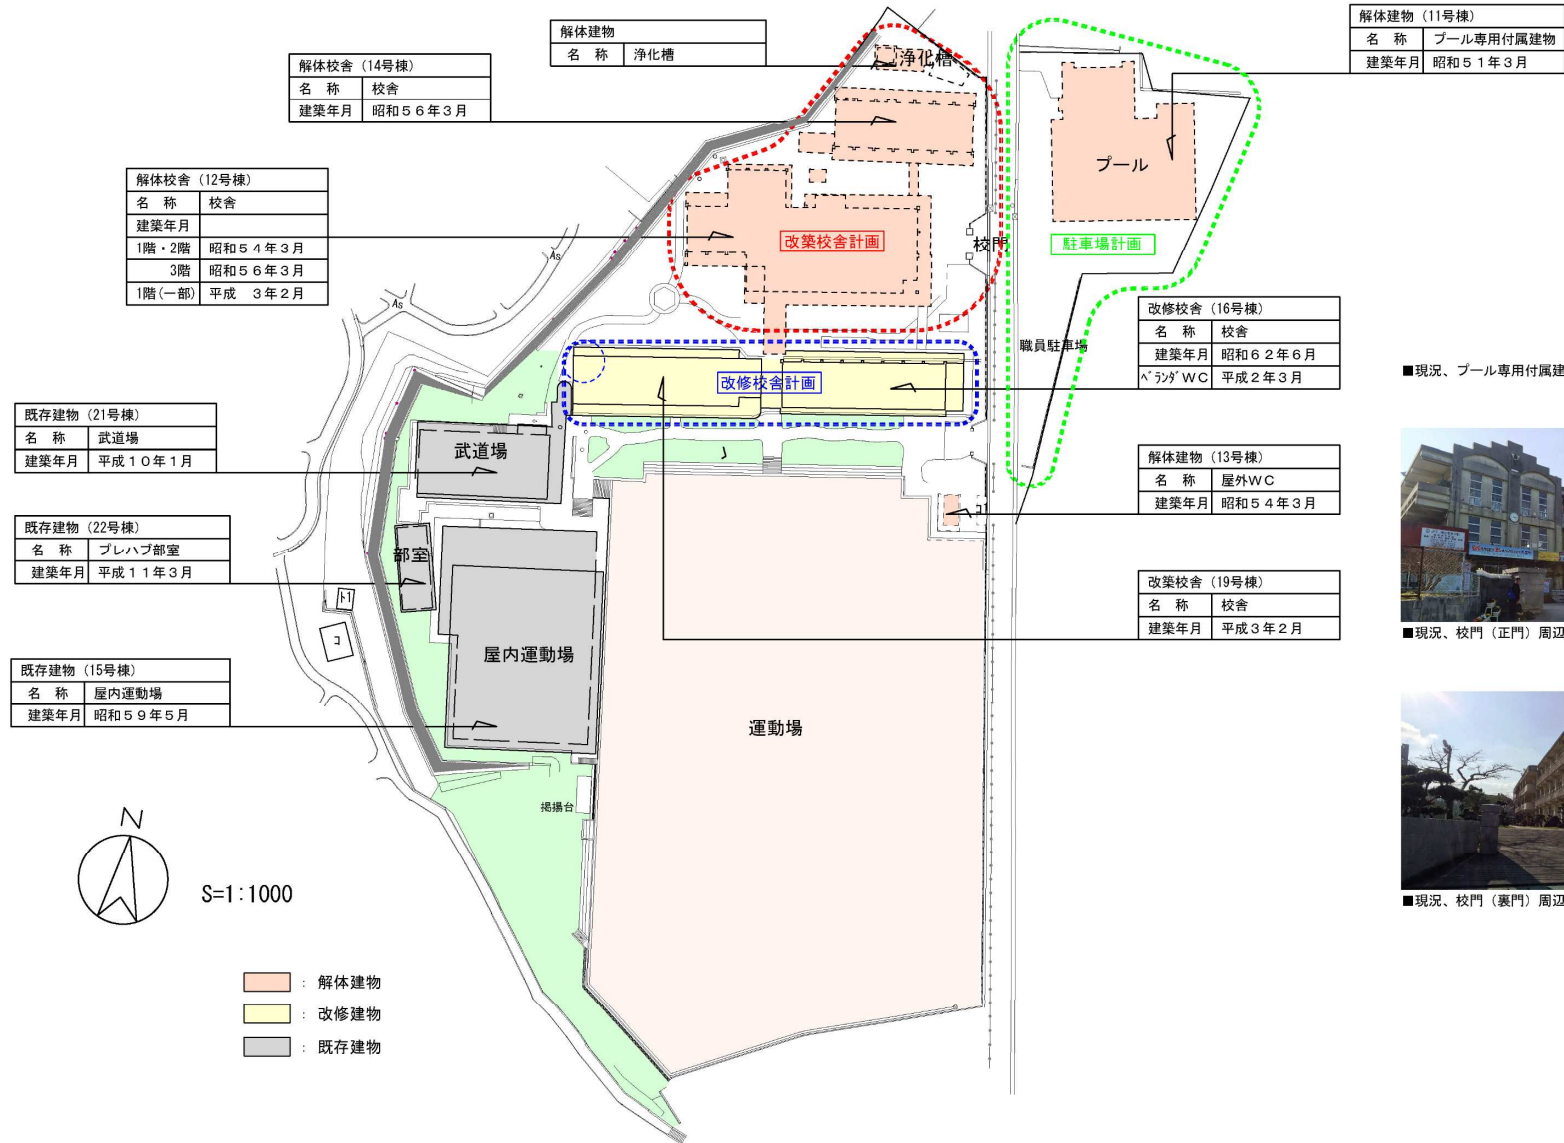 解体建物
名 称 浄化槽
解体建物 (11号棟)
名 称 プール専用付属建物
建築年月 昭和51年3月
解体校舎 (14号棟)
名 称 校舎
建築年月 昭和56年3月
浄化槽
プール
解体校舎 (12号棟)
名 称 校舎
建築年月
1階・2階 昭和54年3月
3階 昭和56年3月
1階(一部) 平成 3年2月
改築校舎計画
校門
駐車場計画
As
As
改修校舎 (16号棟)
名 称 校舎
建築年月 昭和62年6月
ベランダWC 平成2年3月
職員駐車場
■現況、プール専用付属建
改修校舎計画
既存建物 (21号棟)
名 称 武道場
建築年月 平成10年1月
武道場
解体建物 (13号棟)
名 称 屋外WC
建築年月 昭和54年3月
既存建物 (22号棟)
名 称 プレハブ部室
建築年月 平成11年3月
部室
コ
ト1
コ
改築校舎 (19号棟)
名 称 校舎
建築年月 平成3年2月
■現況、校門（正門）周辺
既存建物 (15号棟)
名 称 屋内運動場
建築年月 昭和59年5月
屋内運動場
運動場
掲揚台
N
S=1:1000
■現況、校門（裏門）周辺
: 解体建物
: 改修建物
: 既存建物